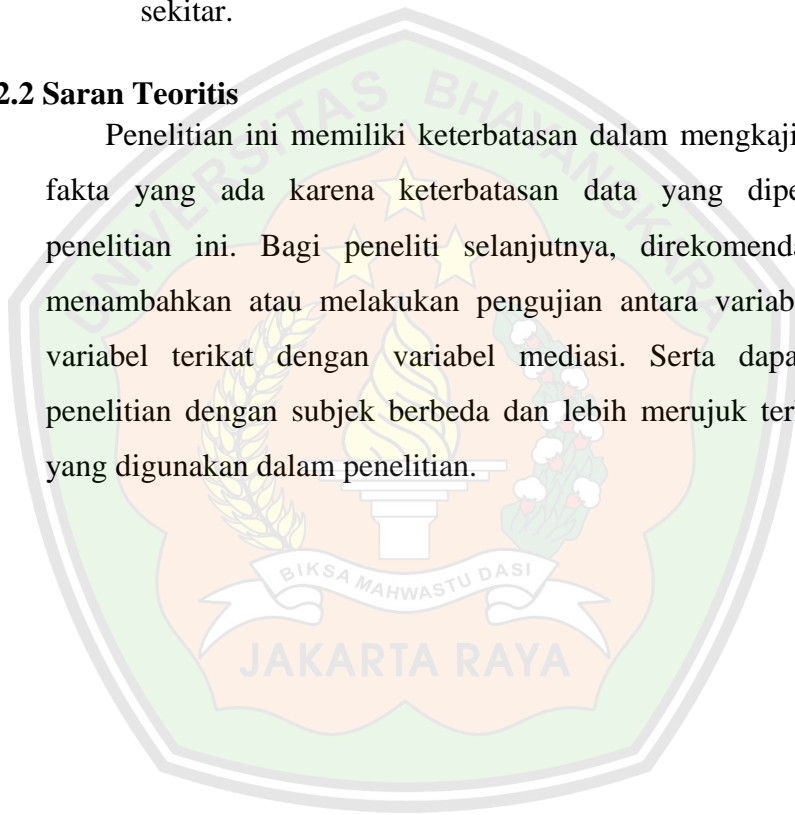 sekitar.
2.2 Saran Teoritis
Penelitian ini memiliki keterbatasan dalam mengkaji
fakta yang ada karena keterbatasan data yang dipe
penelitian ini. Bagi peneliti selanjutnya, direkomenda
menambahkan atau melakukan pengujian antara variab
variabel terikat dengan variabel mediasi. Serta dapa
penelitian dengan subjek berbeda dan lebih merujuk ter
yang digunakan dalam penelitian.
UNIVERSITAS BHAYANGKARA
BIKSA MAHWASTU DASI
JAKARTA RAYA